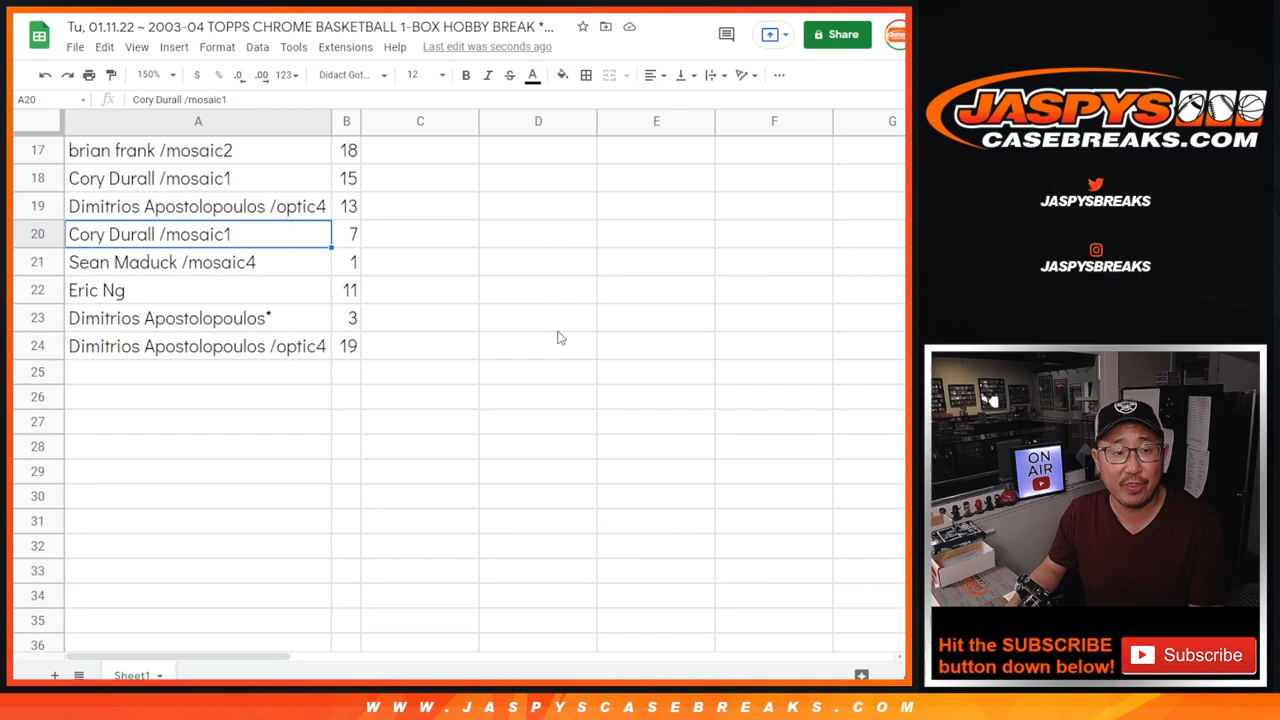 Tu, 01.11.22 ~ 2003-04 TOPPS CHROME BASKETBALL 1-BOX HOBBY BREAK *...
File Edit View Insert Format Data Tools Extensions Help Last edit was seconds ago
Share
150% $ % .0 .00 123 Didact Got... 12 B I S A
A20 fx Cory Durall /mosaic1
A B C D E F G
17 brian frank /mosaic2 18
18 Cory Durall /mosaic1 15
19 Dimitrios Apostolopoulos /optic4 13
20 Cory Durall /mosaic1 7
21 Sean Maduck /mosaic4 1
22 Eric Ng 11
23 Dimitrios Apostolopoulos* 3
24 Dimitrios Apostolopoulos /optic4 19
25
26
27
28
29
30
31
32
33
34
35
36
Sheet1
JASPYS
CASEBREAKS.COM
JASPYSBREAKS
JASPYSBREAKS
ON
AIR
Hit the SUBSCRIBE
button down below!
Subscribe
WWW.JASPYSCASEBREAKS.COM